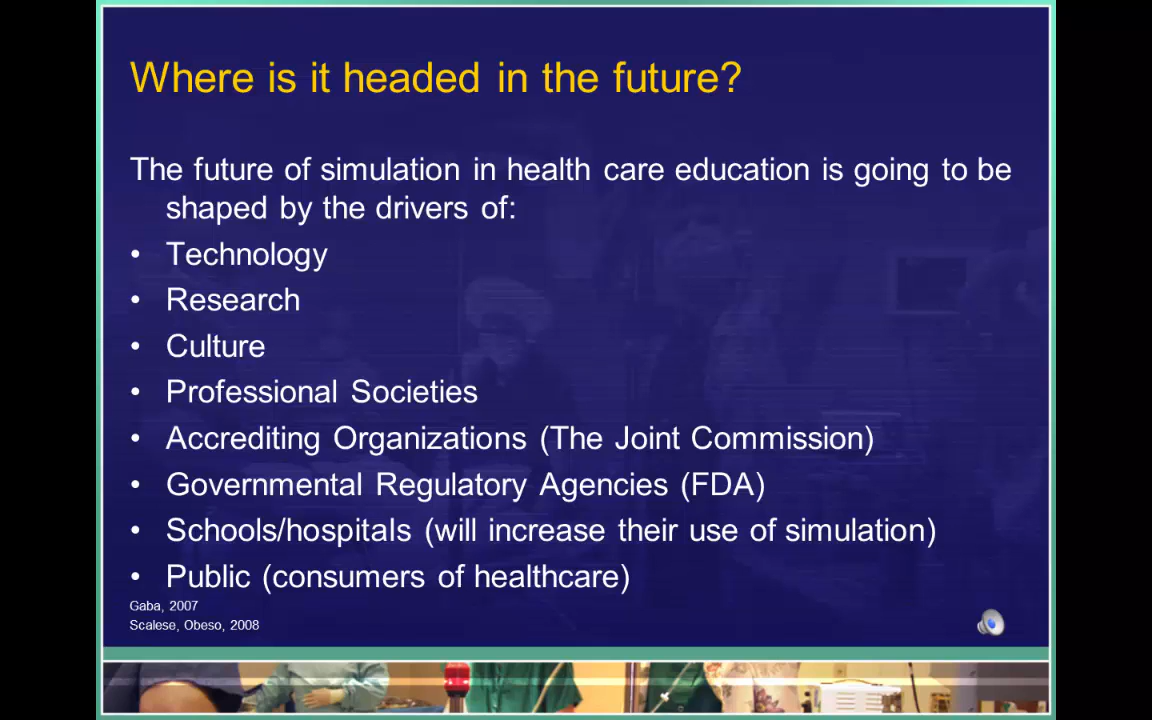 Where is it headed in the future?
The future of simulation in health care education is going to be
shaped by the drivers of:
• Technology
• Research
• Culture
• Professional Societies
• Accrediting Organizations (The Joint Commission)
• Governmental Regulatory Agencies (FDA)
• Schools/hospitals (will increase their use of simulation)
• Public (consumers of healthcare)
Gaba, 2007
Scalese, Obeso, 2008